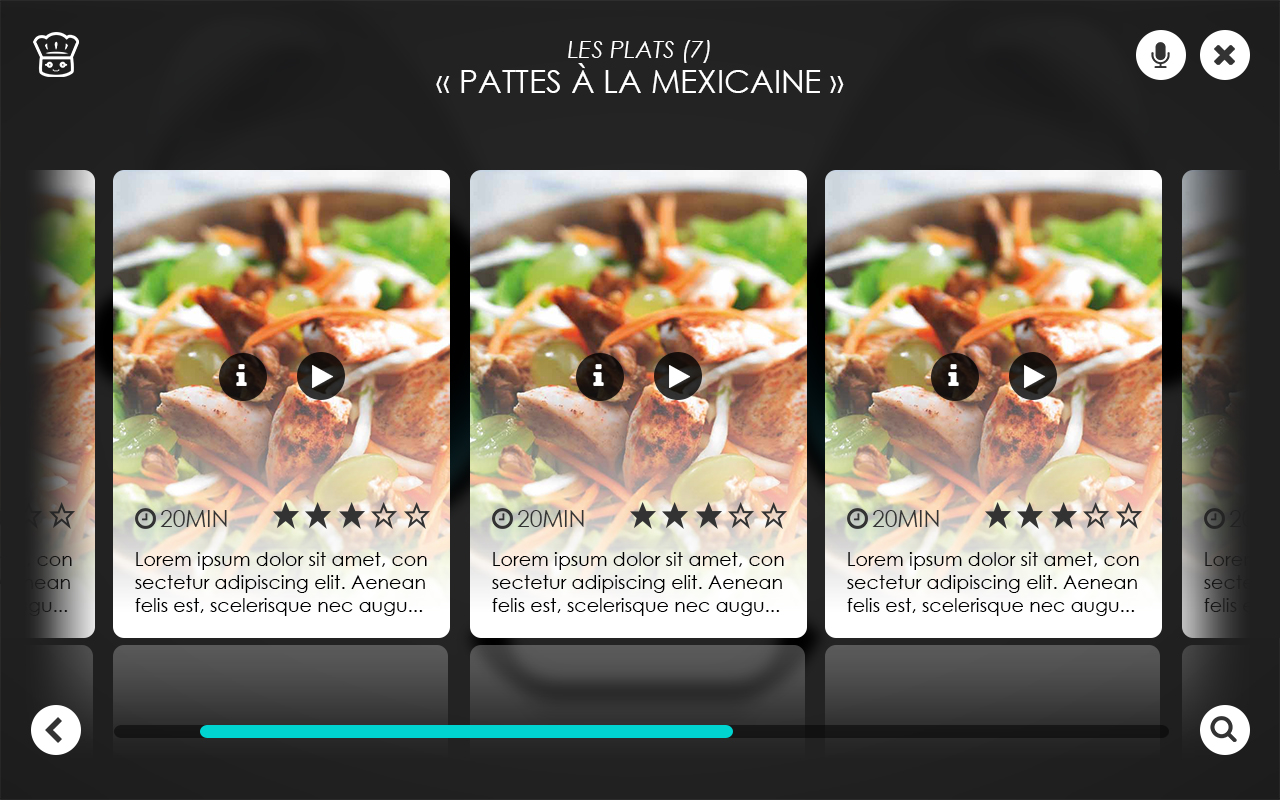 LES PLATS (7)
« PATTES À LA MEXICAINE »
20MIN
20MIN
20MIN
2
con
Lorem ipsum dolor sit amet, con
Lorem ipsum dolor sit amet, con
Lorem ipsum dolor sit amet, con
Lore
nean
sectetur adipiscing elit. Aenean
sectetur adipiscing elit. Aenean
sectetur adipiscing elit. Aenean
secte
gu...
felis est, scelerisque nec augu...
felis est, scelerisque nec augu...
felis est, scelerisque nec augu...
felis